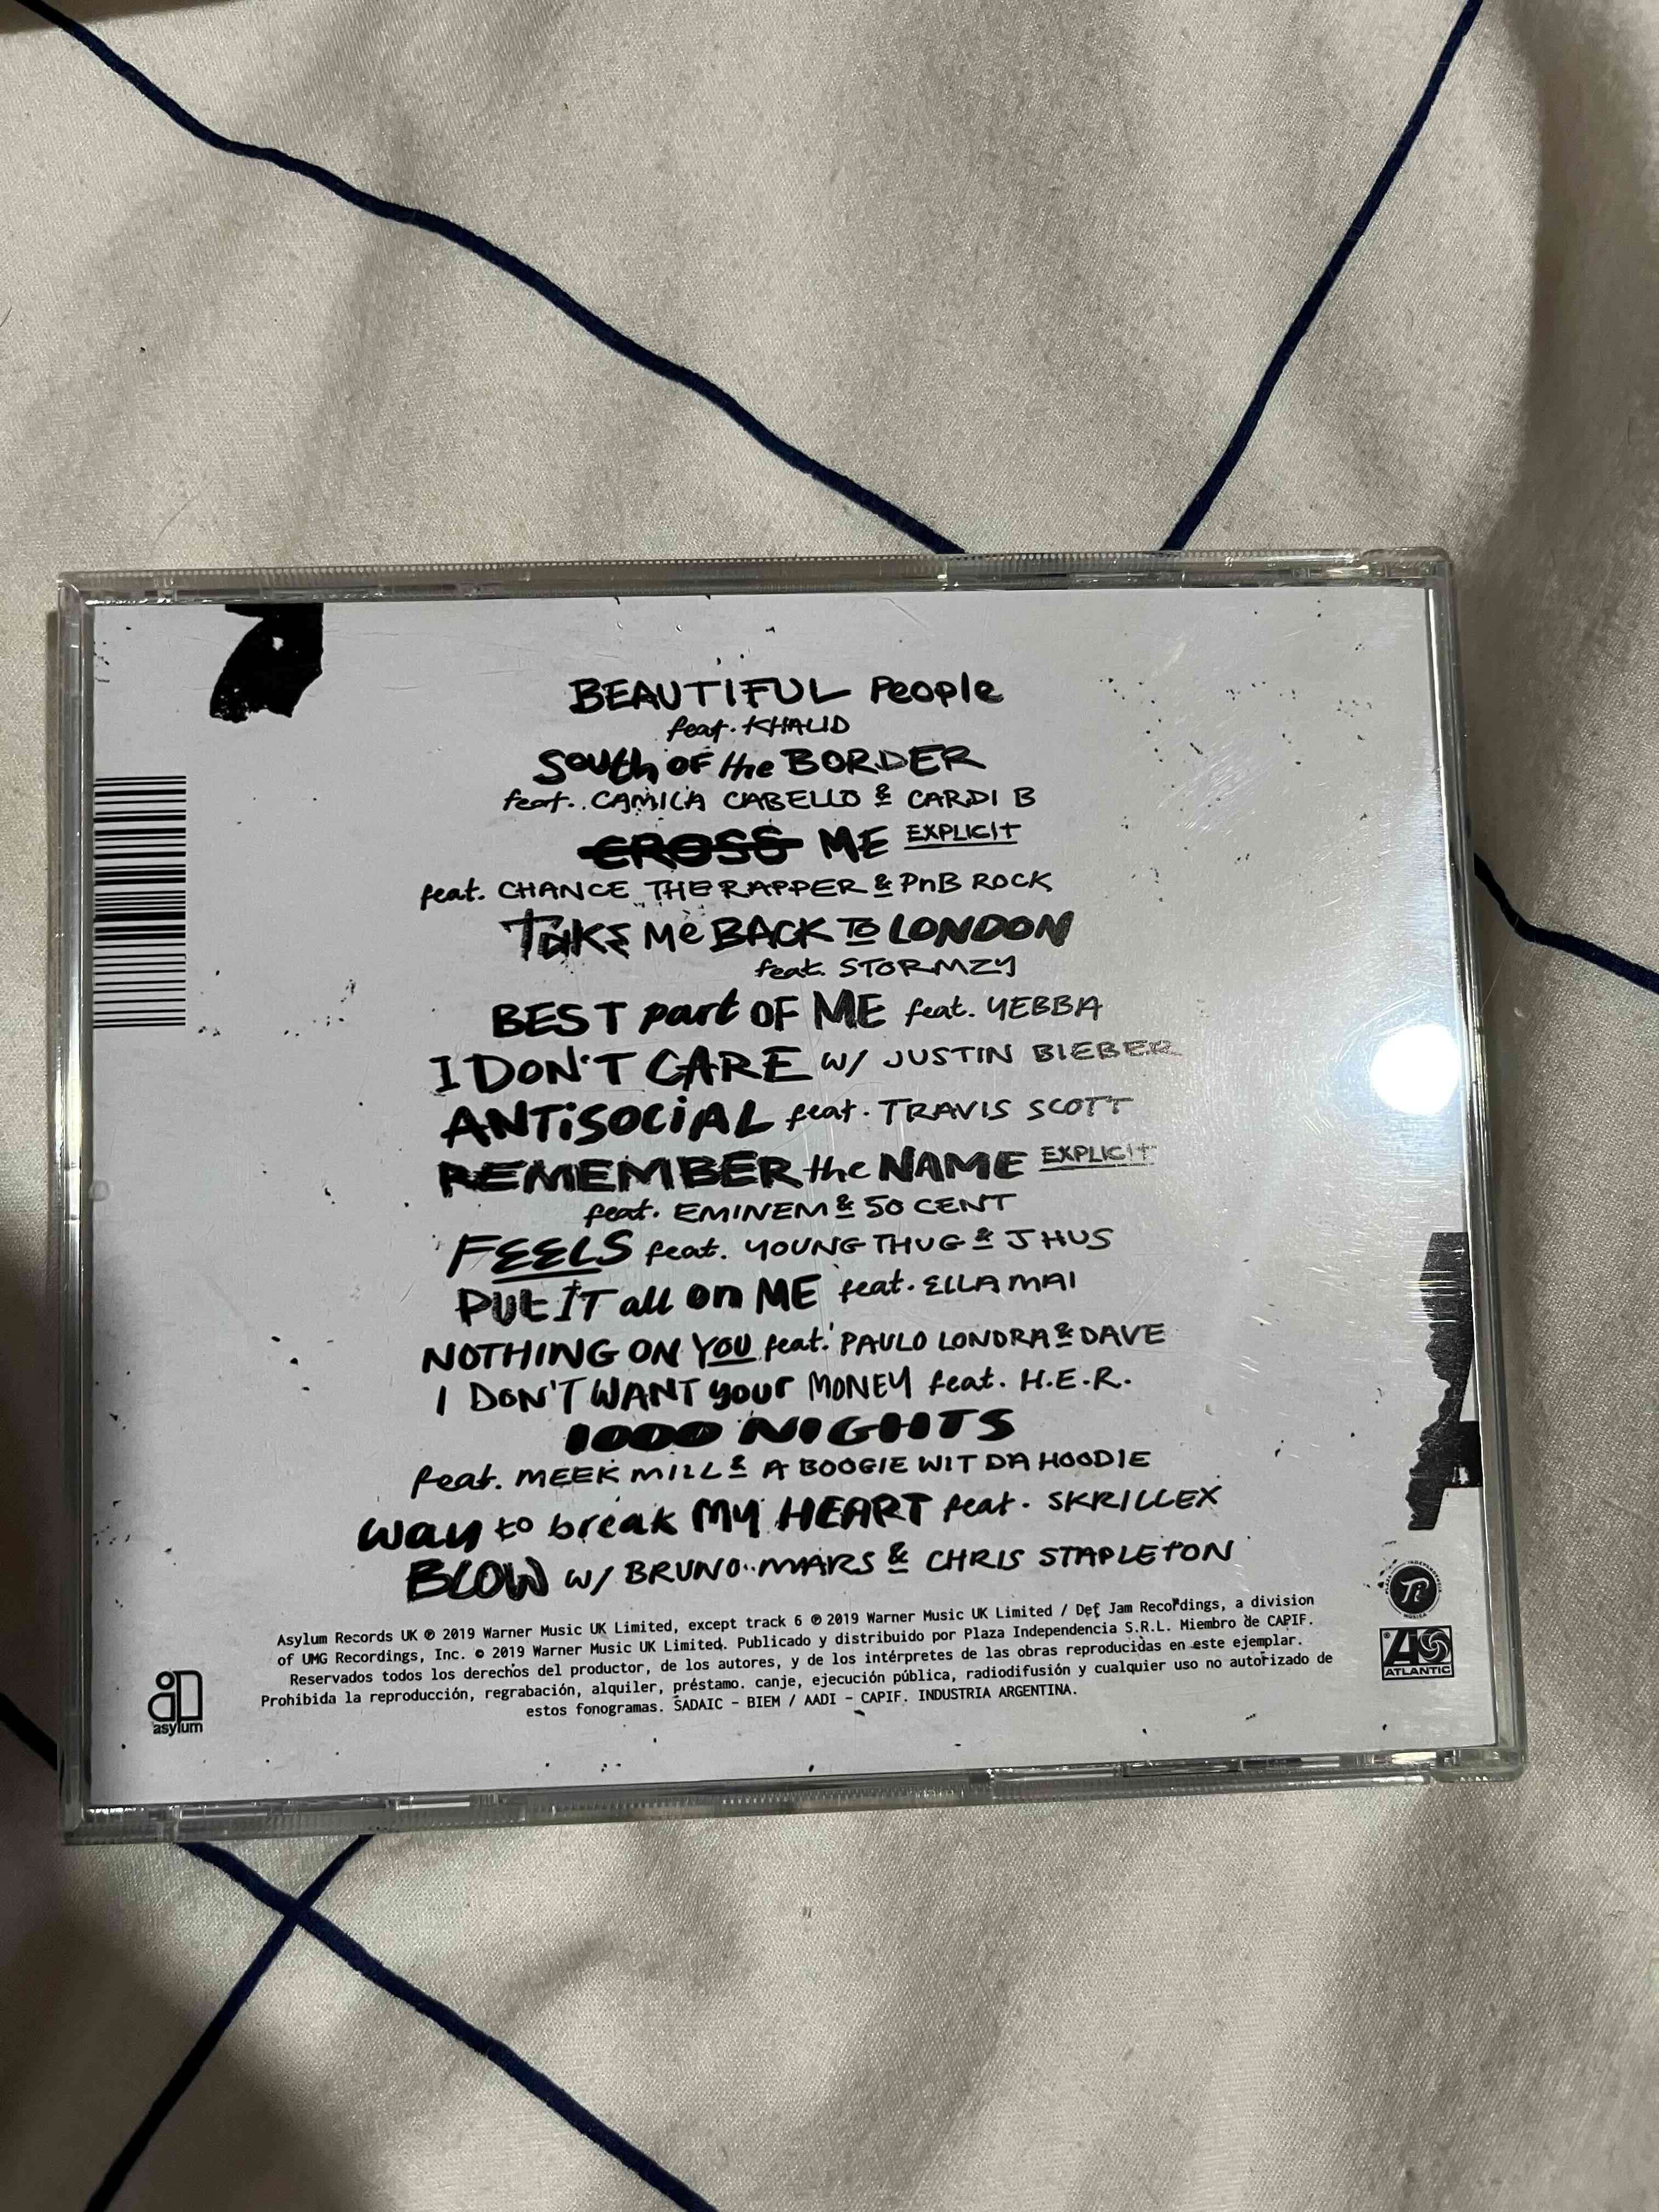 BEAUTIFUL People
feat. KHALID
South OF the BORDER
feat. CAMILA CABELLO & CARDI B
CROSS ME EXPLICIT
feat. CHANCE THE RAPPER & PnB ROCK
Take Me BACK TO LONDON
feat. STORMZY
BEST part OF ME feat. YEBBA
I DON'T CARE w/ JUSTIN BIEBER
ANTiSOCiAL feat. TRAVIS SCOTT
REMEMBER the NAME EXPLICIT
feat. EMINEM & 50 CENT
FEELS feat. YOUNG THUG & J HUS
PUt IT all on ME feat. ELLA MAI
NOTHING ON YOU feat. PAULO LONDRA & DAVE
I DON'T WANT your MONEY feat. H.E.R.
1000 NIGHTS
feat. MEEK MILL & A BOOGIE WIT DA HOODIE
way to break MY HEART feat. SKRILLEX
BLOW w/ BRUNO MARS & CHRIS STAPLETON
Asylum Records UK ℗ 2019 Warner Music UK Limited, except track 6 ℗ 2019 Warner Music UK Limited / Def Jam Recordings, a division
of UMG Recordings, Inc. © 2019 Warner Music UK Limited. Publicado y distribuido por Plaza Independencia S.R.L. Miembro de CAPIF.
Reservados todos los derechos del productor, de los autores, y de los intérpretes de las obras reproducidas en este ejemplar.
Prohibida la reproducción, regrabación, alquiler, préstamo. canje, ejecución pública, radiodifusión y cualquier uso no autorizado de
estos fonogramas. SADAIC - BIEM / AADI - CAPIF. INDUSTRIA ARGENTINA.
asylum
ATLANTIC